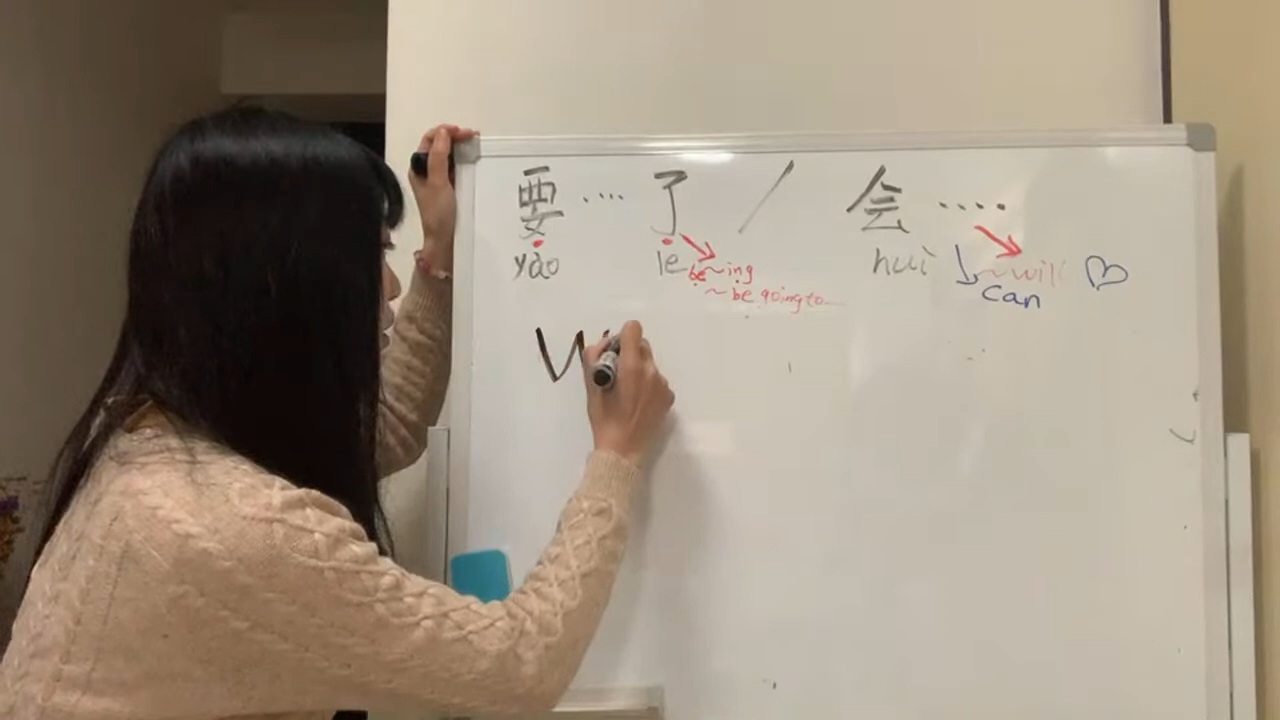 要....了 / 会....
yào le be~ing huì ~will
~be going to can
W